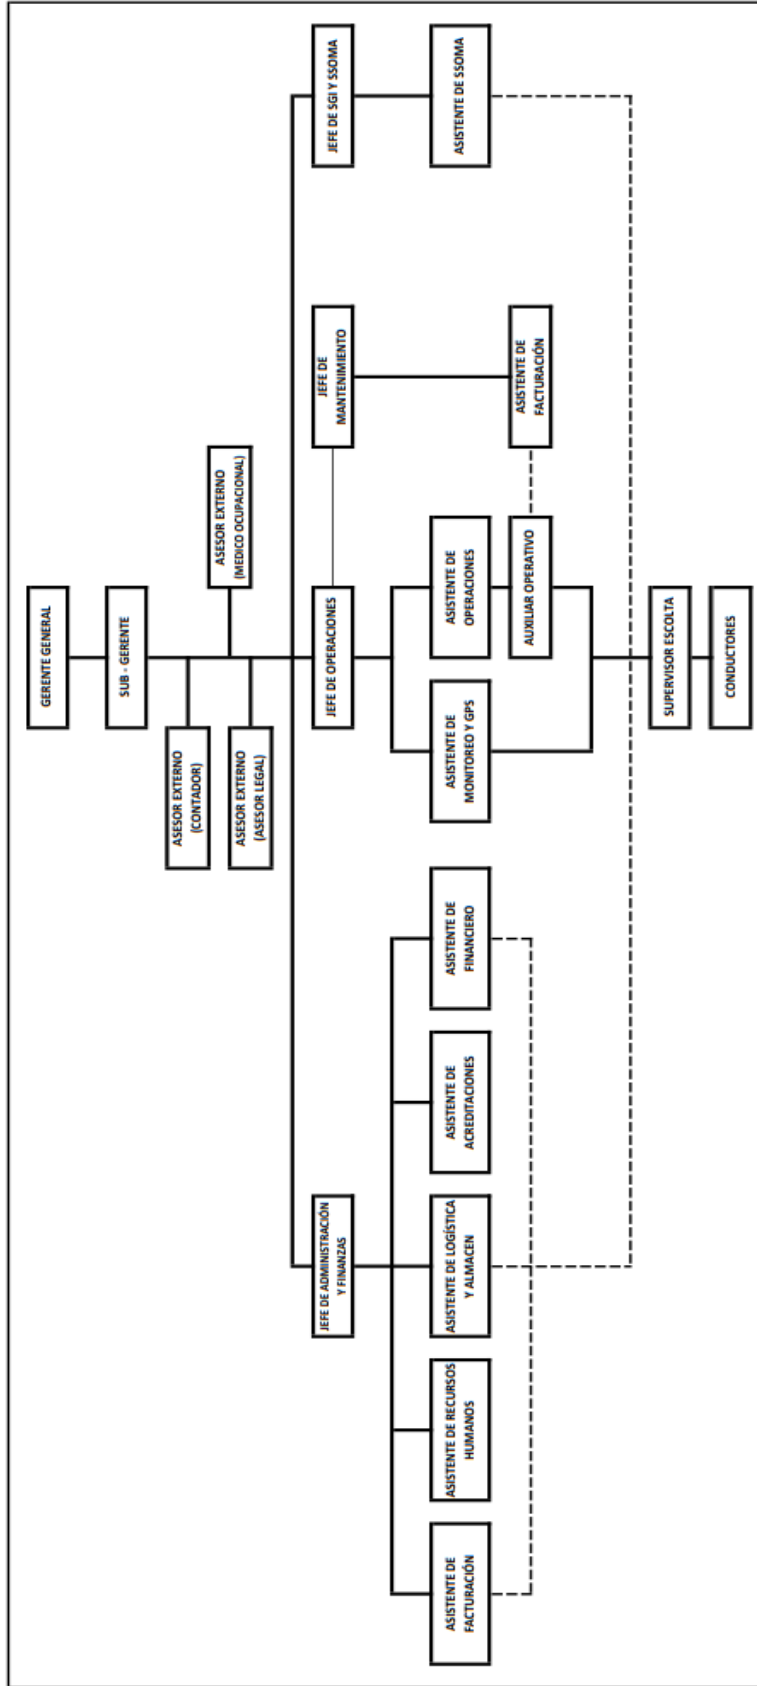 GERENTE GENERAL
SUB - GERENTE
ASESOR EXTERNO
(CONTADOR)
ASESOR EXTERNO
(MEDICO OCUPACIONAL)
ASESOR EXTERNO
(ASESOR LEGAL)
JEFE DE ADMINISTRACIÓN
Y FINANZAS
JEFE DE OPERACIONES
JEFE DE
MANTENIMIENTO
JEFE DE SGI Y SSOMA
ASISTENTE DE
FACTURACIÓN
ASISTENTE DE RECURSOS
HUMANOS
ASISTENTE DE LOGÍSTICA
Y ALMACEN
ASISTENTE DE
ACREDITACIONES
ASISTENTE DE
FINANCIERO
ASISTENTE DE
MONITOREO Y GPS
ASISTENTE DE
OPERACIONES
ASISTENTE DE SSOMA
AUXILIAR OPERATIVO
ASISTENTE DE
FACTURACIÓN
SUPERVISOR ESCOLTA
CONDUCTORES